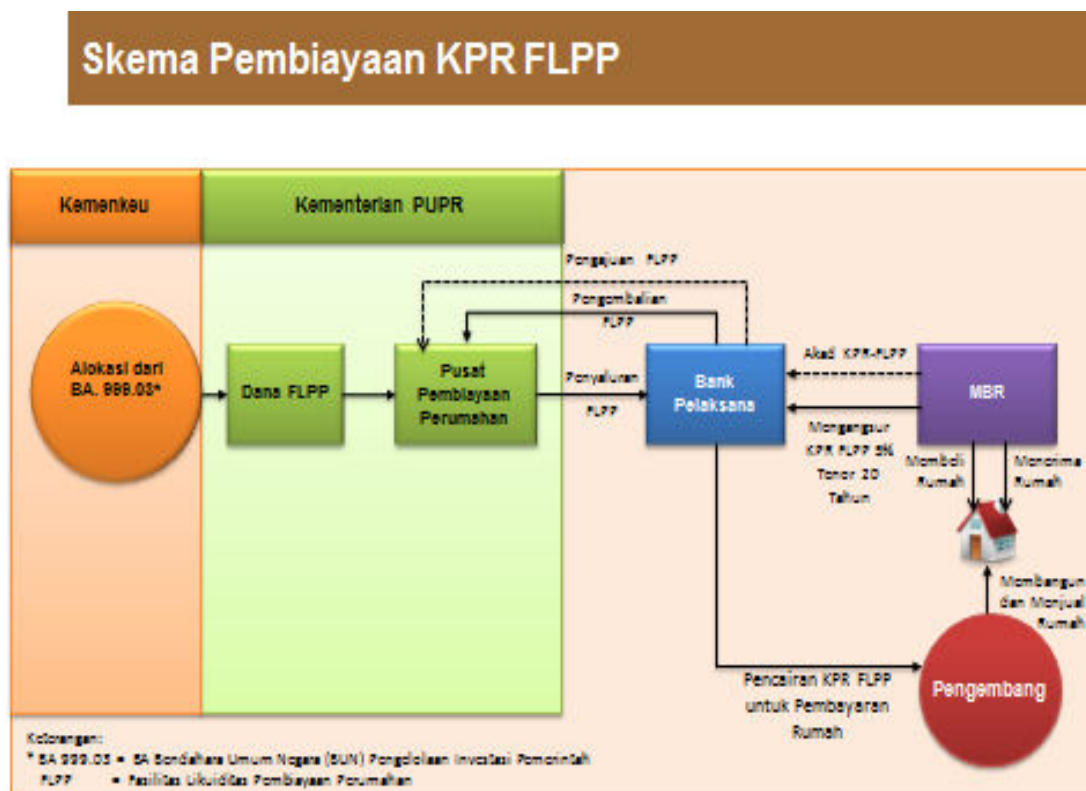 Skema Pembiayaan KPR FLPP
Kemenkeu
Kementerian PUPR
Pengajuan FLPP
Pengembalian
FLPP
Alokasi dari
BA. 999.03*
Dana FLPP
Pusat
Pembiayaan
Perumahan
Penyaluran
FLPP
Bank
Pelaksana
Akad KPR-FLPP
MBR
Mengangsur
KPR FLPP 5%
Tenor 20
Tahun
Membeli
Rumah
Menerima
Rumah
Membangun
dan Menjual
Rumah
Pengembang
Pencairan KPR FLPP
untuk Pembayaran
Rumah
Keterangan:
* BA 999.03 = BA Bendahara Umum Negara (BUN) Pengelolaan Investasi Pemerintah
FLPP = Fasilitas Likuiditas Pembiayaan Perumahan